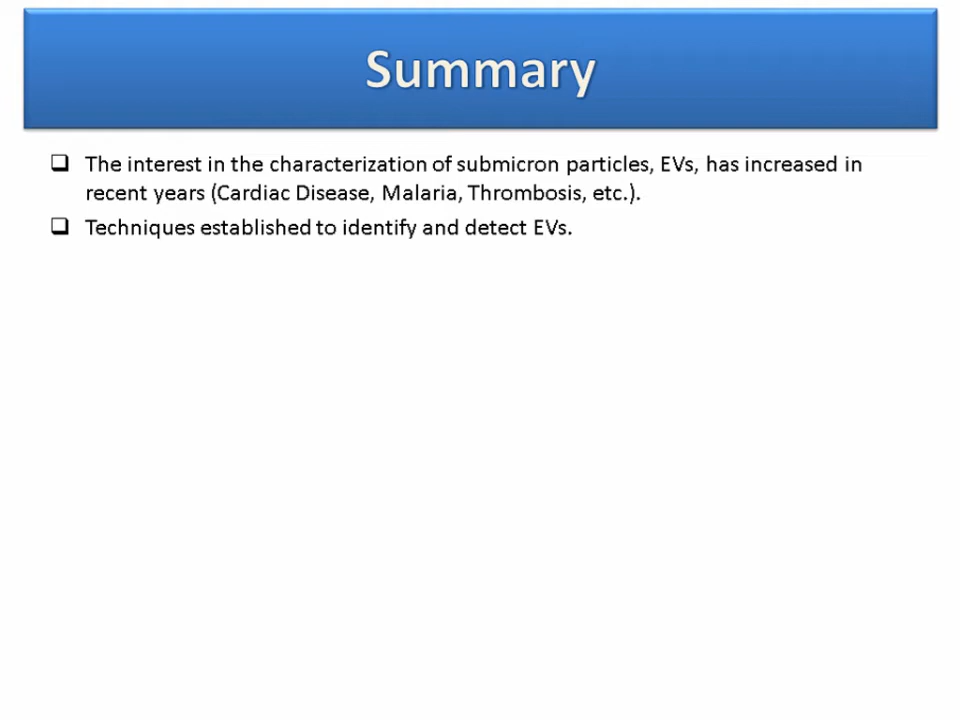 Summary
❑ The interest in the characterization of submicron particles, EVs, has increased in
recent years (Cardiac Disease, Malaria, Thrombosis, etc.).
❑ Techniques established to identify and detect EVs.